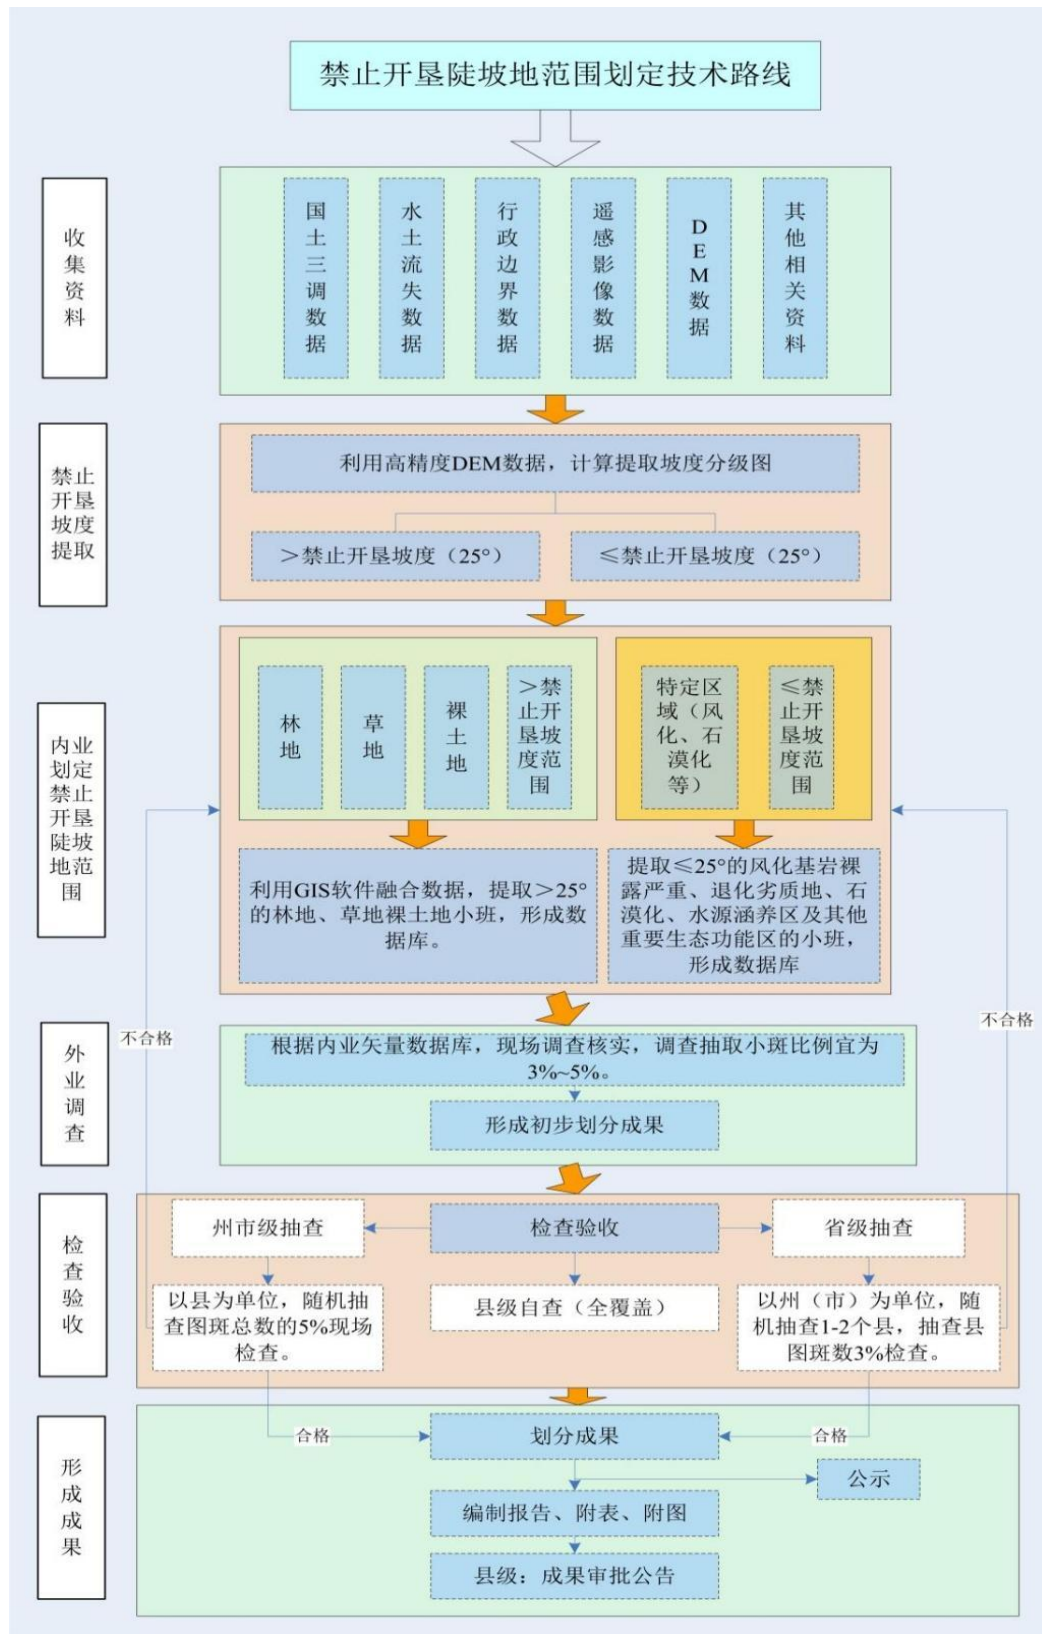 禁止开垦陡坡地范围划定技术路线
收集资料
国土三调数据
水土流失数据
行政边界数据
遥感影像数据
DEM数据
其他相关资料
禁止
开垦
坡度
提取
利用高精度DEM数据，计算提取坡度分级图
＞禁止开垦坡度（25°）
≤禁止开垦坡度（25°）
内业
划定
禁止
开垦
陡坡
地范
围
林地
草地
裸土地
＞禁
止开
垦坡
度范
围
特定区
域（风
化、石
漠化
等）
≤禁
止开
垦坡
度范
围
利用GIS软件融合数据，提取＞25°
的林地、草地裸土地小班，形成数
据库。
提取≤25°的风化基岩裸
露严重、退化劣质地、石
漠化、水源涵养区及其他
重要生态功能区的小班，
形成数据库
不合格
不合格
外业调查
根据内业矢量数据库，现场调查核实，调查抽取小斑比例宜为
3%~5%。
形成初步划分成果
检查验收
州市级抽查
检查验收
省级抽查
以县为单位，随机抽
查图斑总数的5%现场
检查。
县级自查（全覆盖）
以州（市）为单位，随
机抽查1-2个县，抽查县
图斑数3%检查。
形成成果
合格
划分成果
合格
公示
编制报告、附表、附图
县级：成果审批公告